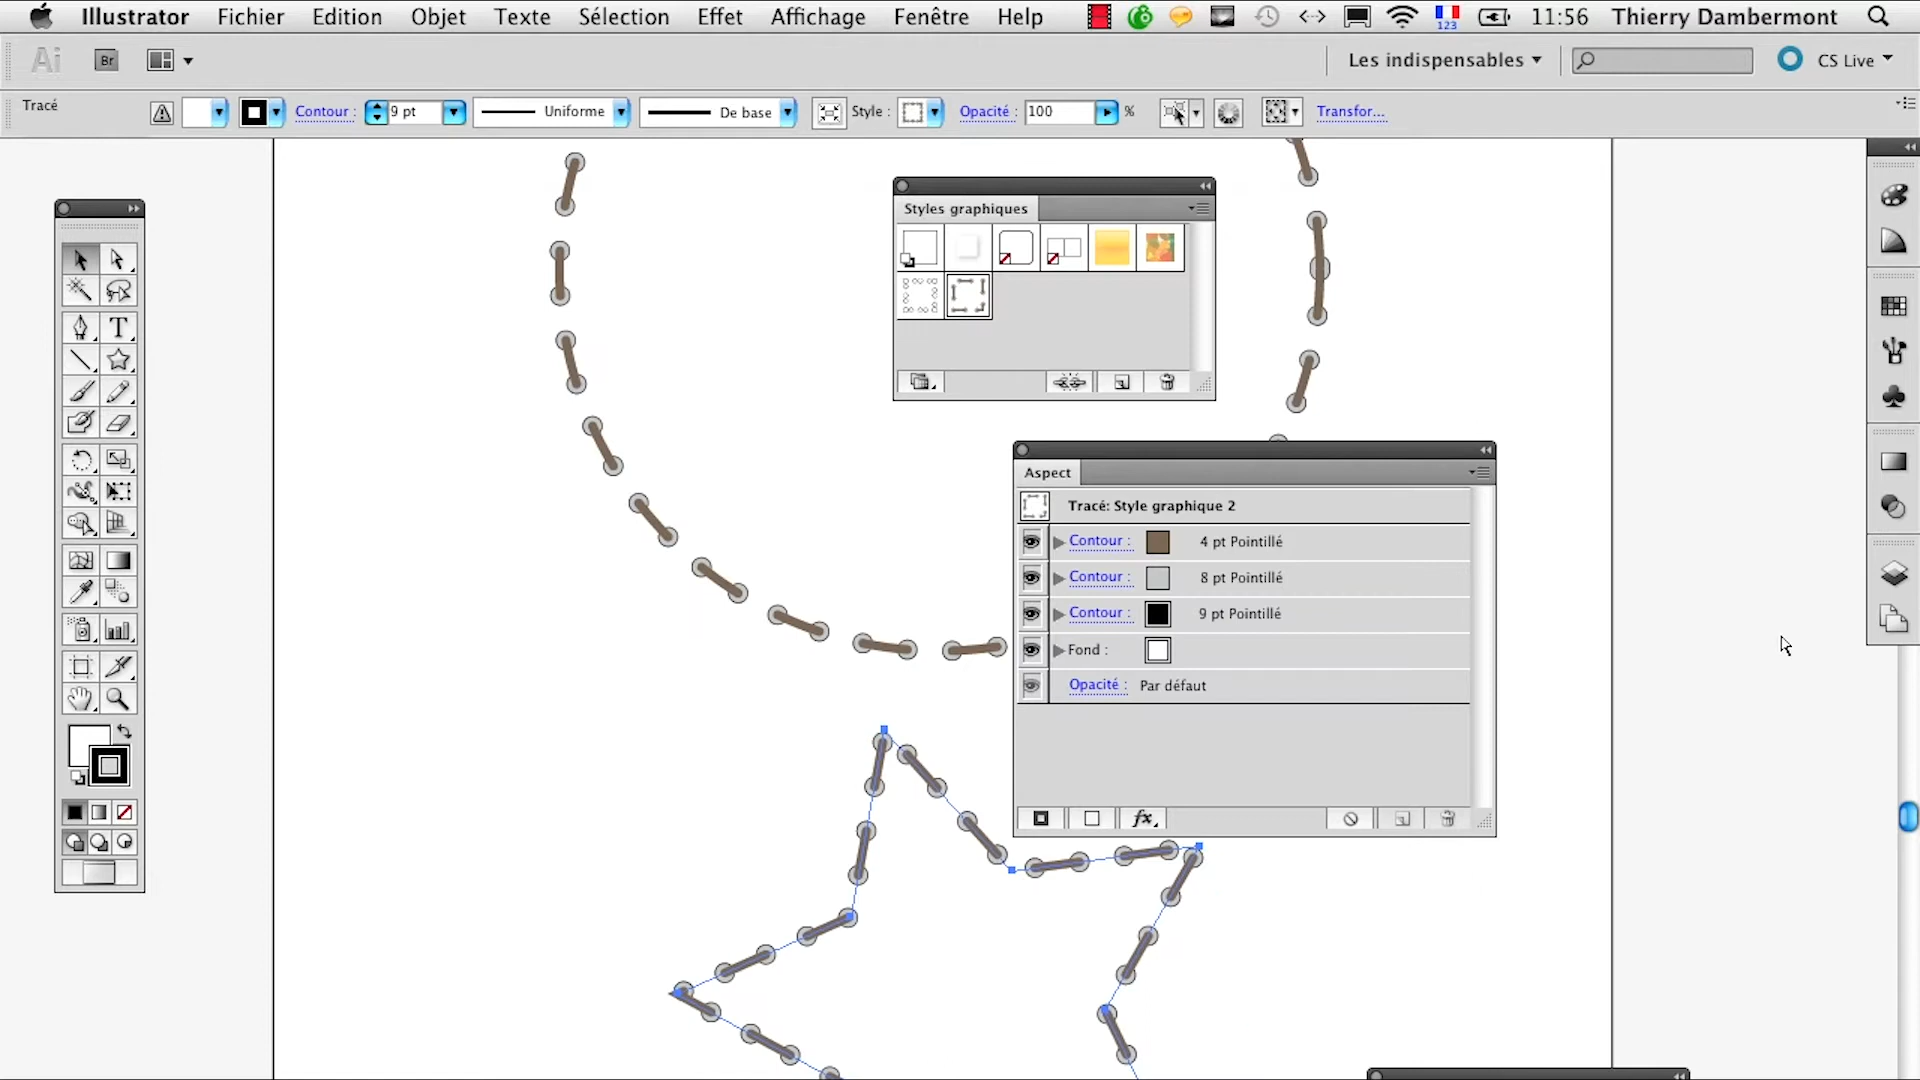 Illustrator Fichier Edition Objet Texte Sélection Effet Affichage Fenêtre Help 123 11:56 Thierry Dambermont
Ai Br Les indispensables CS Live
Tracé Contour : 9 pt Uniforme De base Style : Opacité : 100 % Transfor...
Styles graphiques
Aspect
Tracé: Style graphique 2
Contour : 4 pt Pointillé
Contour : 8 pt Pointillé
Contour : 9 pt Pointillé
Fond :
Opacité : Par défaut
fx
T